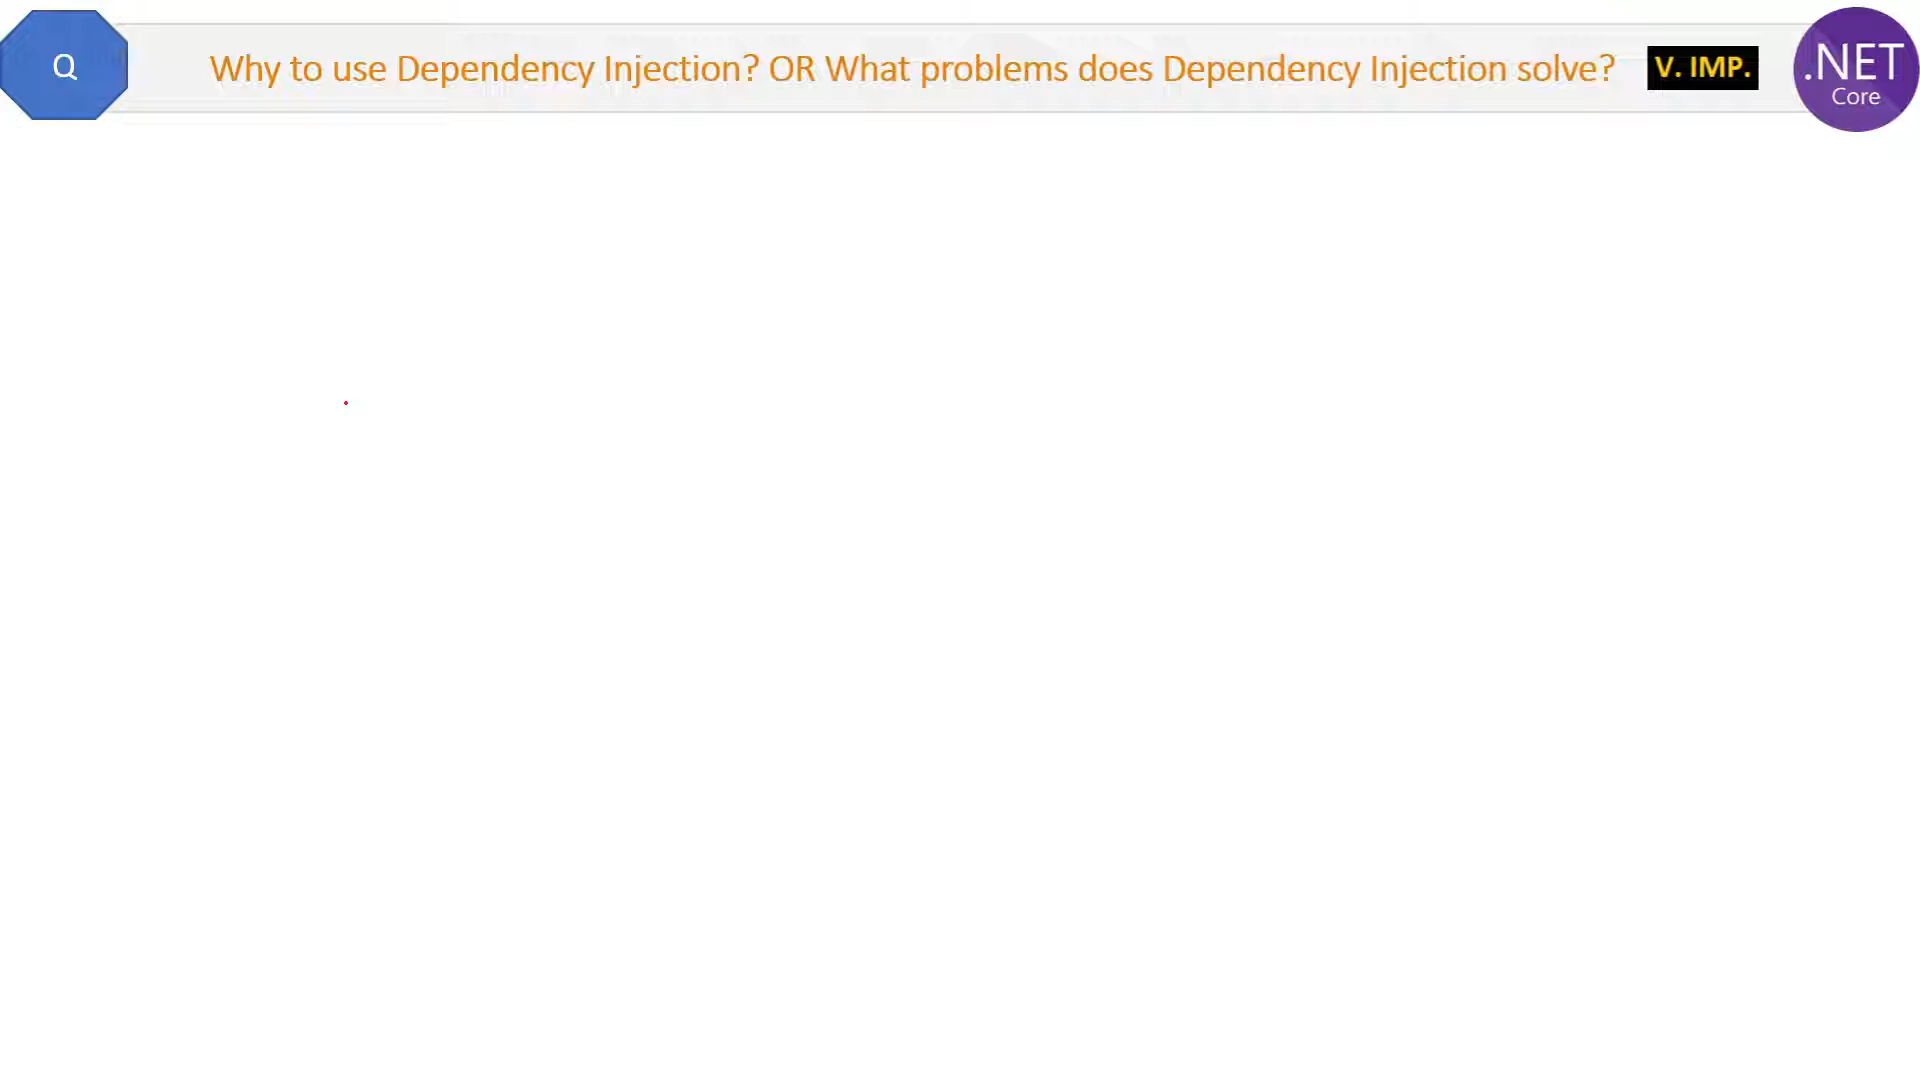 Q
Why to use Dependency Injection? OR What problems does Dependency Injection solve?
V. IMP.
.NET
Core